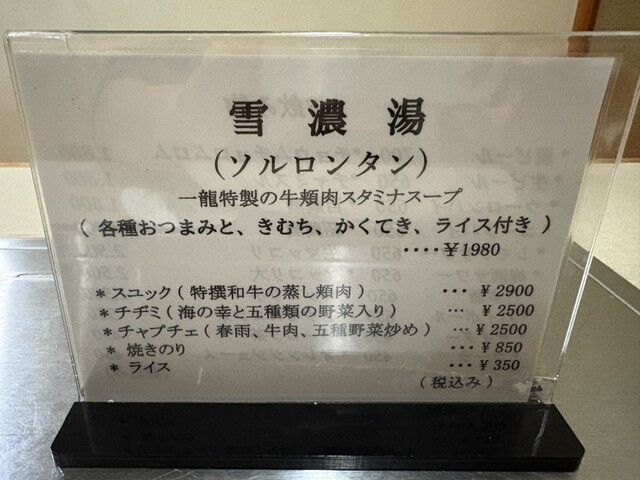 雪濃湯
(ソルロンタン)
一龍特製の牛頬肉スタミナスープ
( 各種おつまみと、きむち、かくてき、ライス付き )
････¥1980
* スユック ( 特撰和牛の蒸し頬肉 ) ･･･ ¥ 2900
* チヂミ ( 海の幸と五種類の野菜入り ) ･･･ ¥ 2500
* チャプチェ ( 春雨、牛肉、五種野菜炒め ) ･･･ ¥ 2500
* 焼きのり ･･･ ¥ 850
* ライス ･･･ ¥ 350
( 税込み )